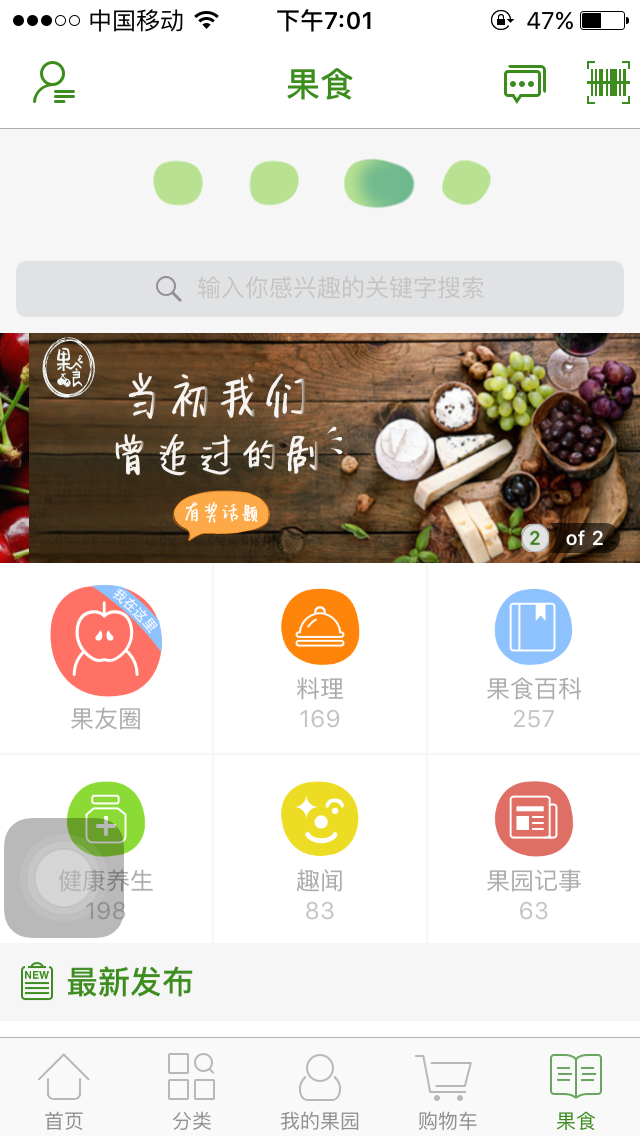 中国移动 下午7:01 47%
果食
输入你感兴趣的关键字搜索
果食
当初我们
曾追过的剧
有奖话题
2 of 2
我在这里
果友圈
料理
169
果食百科
257
健康养生
198
趣闻
83
果园记事
63
NEW 最新发布
首页 分类 我的果园 购物车 果食